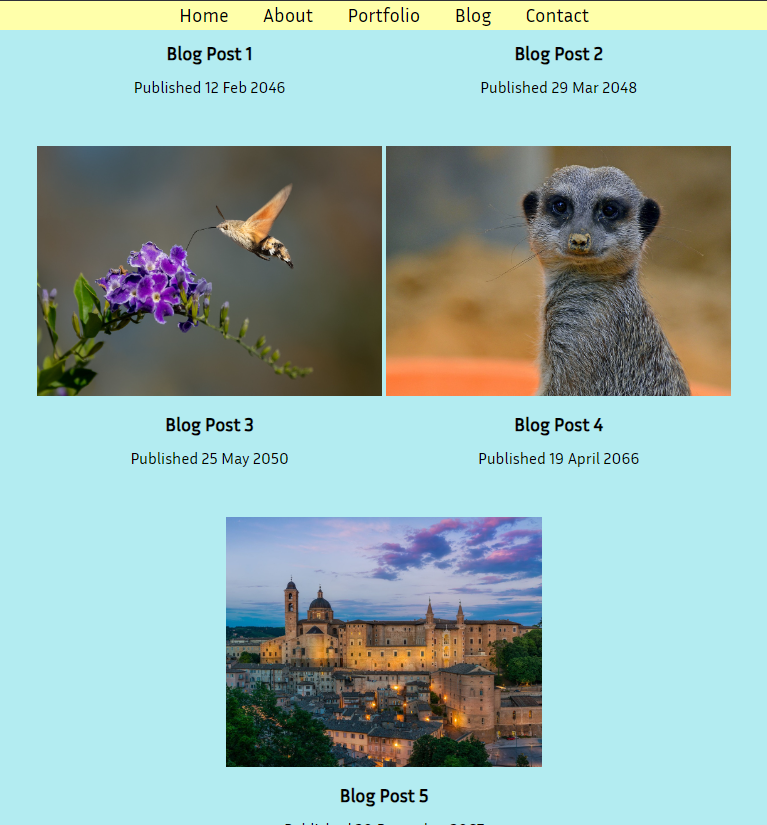 Home About Portfolio Blog Contact
Blog Post 1
Blog Post 2
Published 12 Feb 2046
Published 29 Mar 2048
Blog Post 3
Blog Post 4
Published 25 May 2050
Published 19 April 2066
Blog Post 5